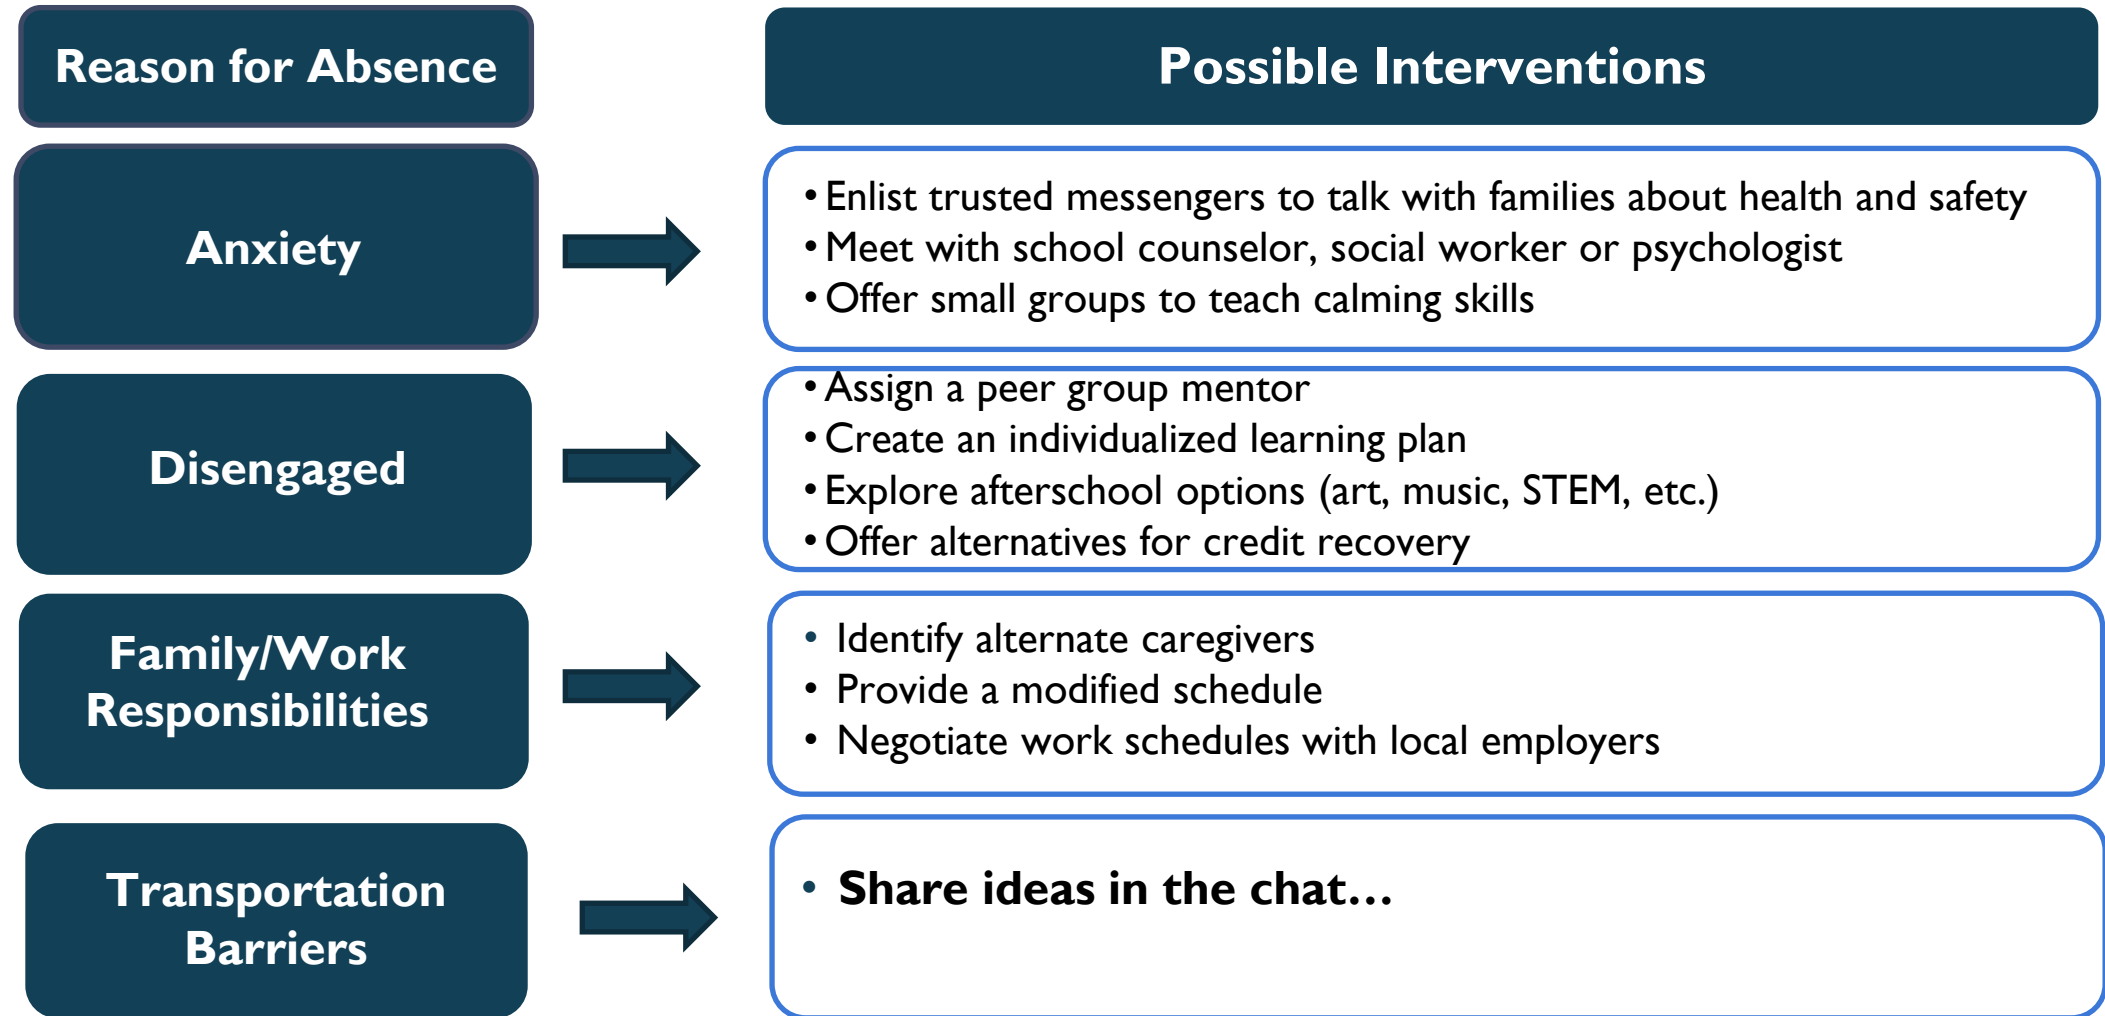 Reason for Absence
Possible Interventions
Anxiety
• Enlist trusted messengers to talk with families about health and safety
• Meet with school counselor, social worker or psychologist
• Offer small groups to teach calming skills
Disengaged
• Assign a peer group mentor
• Create an individualized learning plan
• Explore afterschool options (art, music, STEM, etc.)
• Offer alternatives for credit recovery
Family/Work
Responsibilities
• Identify alternate caregivers
• Provide a modified schedule
• Negotiate work schedules with local employers
Transportation
Barriers
• Share ideas in the chat…